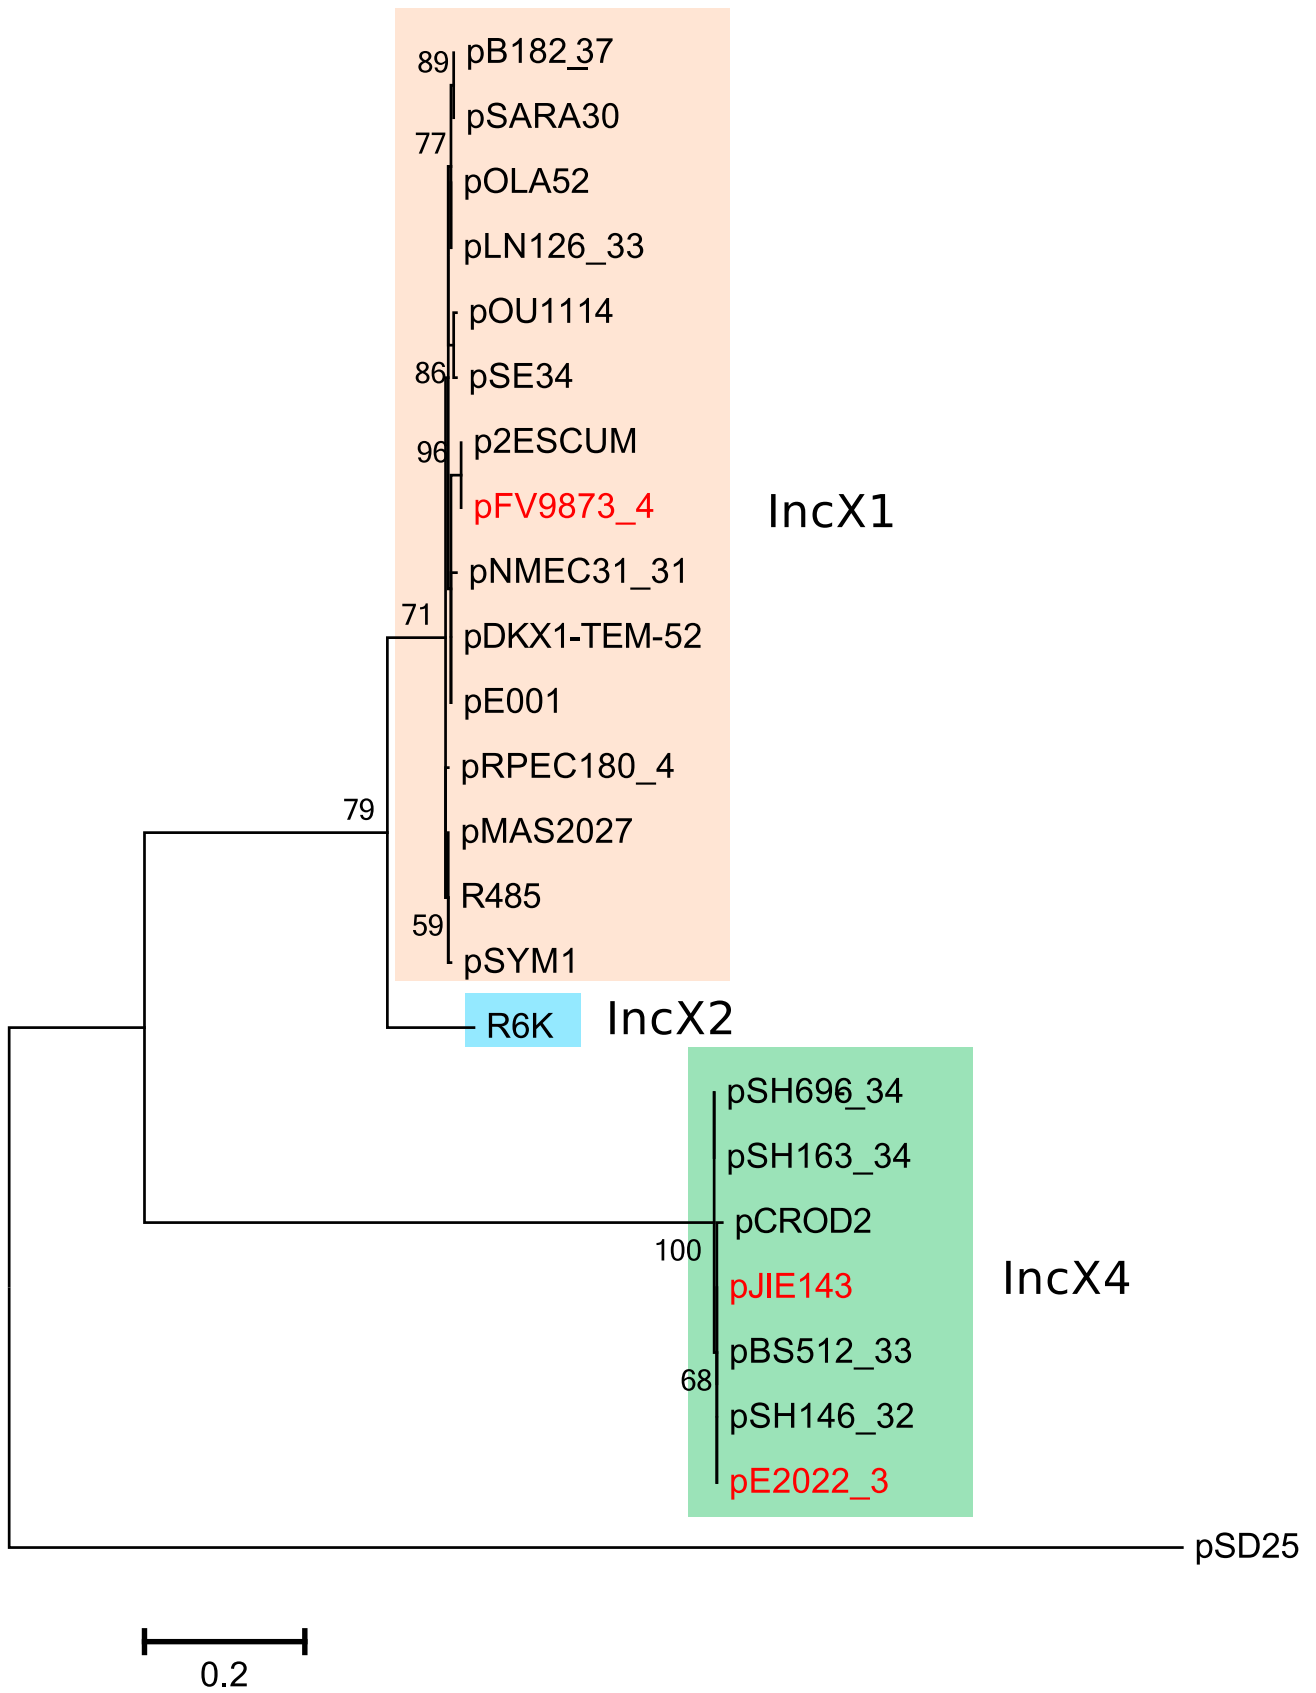 89
pB182_37
pSARA30
77
pOLA52
pLN126_33
pOU1114
86
pSE34
p2ESCUM
96
pFV9873_4
IncX1
pNMEC31_31
71
pDKX1-TEM-52
pE001
pRPEC180_4
79
pMAS2027
R485
59
pSYM1
R6K
IncX2
pSH696_34
pSH163_34
pCROD2
100
pJIE143
IncX4
pBS512_33
68
pSH146_32
pE2022_3
pSD25
0.2